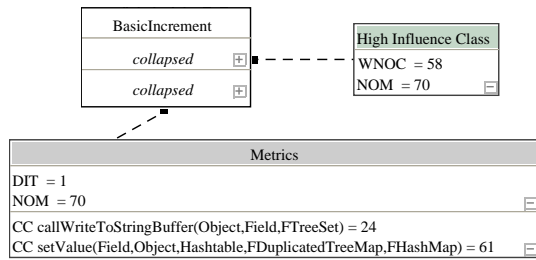 BasicIncrement
collapsed
collapsed
High Influence Class
WNOC = 58
NOM = 70
Metrics
DIT = 1
NOM = 70
CC callWriteToStringBuffer(Object,Field,FTreeSet) = 24
CC setValue(Field,Object,Hashtable,FDuplicatedTreeMap,FHashMap) = 61